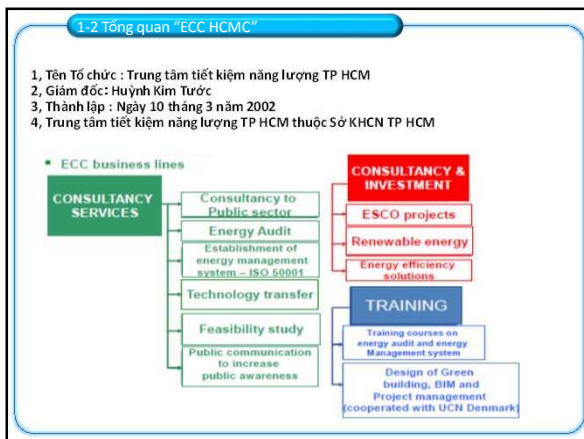 1-2 Tổng quan "ECC HCMC"
1, Tên Tổ chức : Trung tâm tiết kiệm năng lượng TP HCM
2, Giám đốc: Huỳnh Kim Tước
3, Thành lập : Ngày 10 tháng 3 năm 2002
4, Trung tâm tiết kiệm năng lượng TP HCM thuộc Sở KHCN TP HCM
▪ ECC business lines
CONSULTANCY
SERVICES
Consultancy to
Public sector
Energy Audit
Establishment of
energy management
system – ISO 50001
Technology transfer
Feasibility study
Public communication
to increase
public awareness
CONSULTANCY &
INVESTMENT
ESCO projects
Renewable energy
Energy efficiency
solutions
TRAINING
Training courses on
energy audit and energy
Management system
Design of Green
building, BIM and
Project management
(cooperated with UCN Denmark)